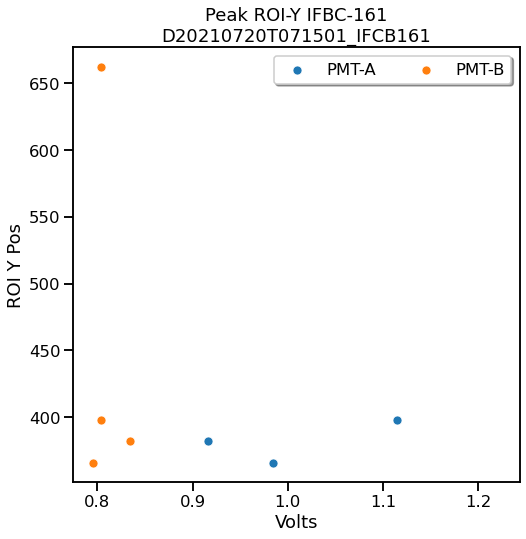 Peak ROI-Y IFBC-161
D20210720T071501_IFCB161
PMT-A PMT-B
650
600
550
500
450
400
ROI Y Pos
0.8 0.9 1.0 1.1 1.2
Volts